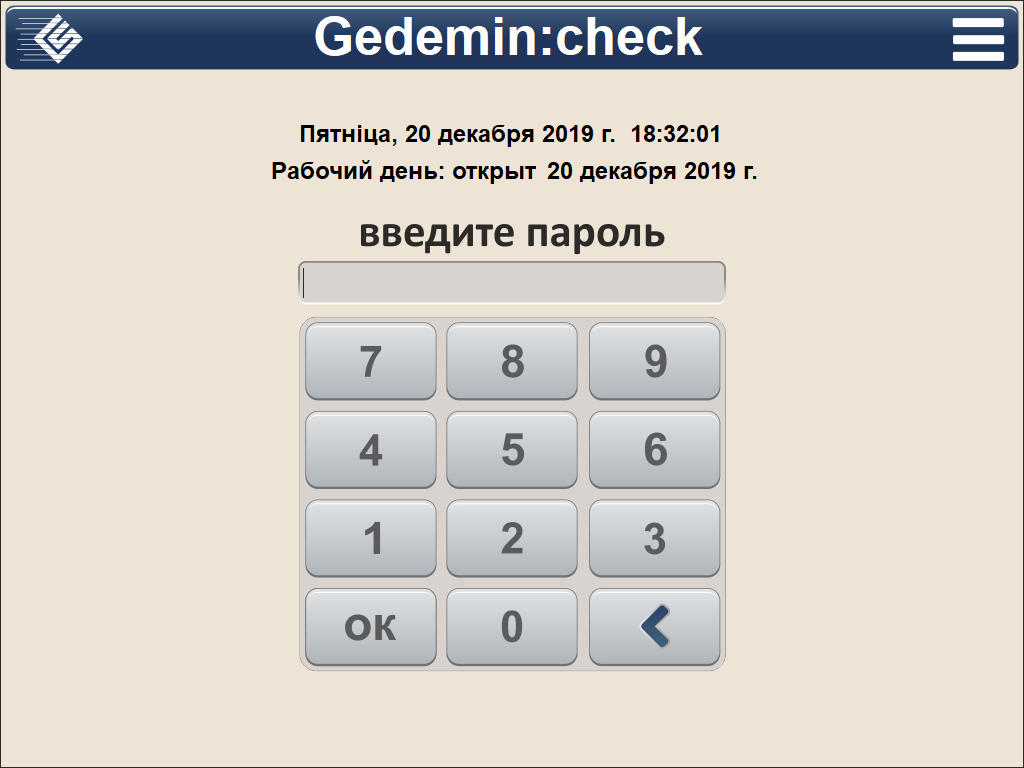 Gedemin:check
Пятніца, 20 декабря 2019 г. 18:32:01
Рабочий день: открыт 20 декабря 2019 г.
введите пароль
7 8 9
4 5 6
1 2 3
ок 0